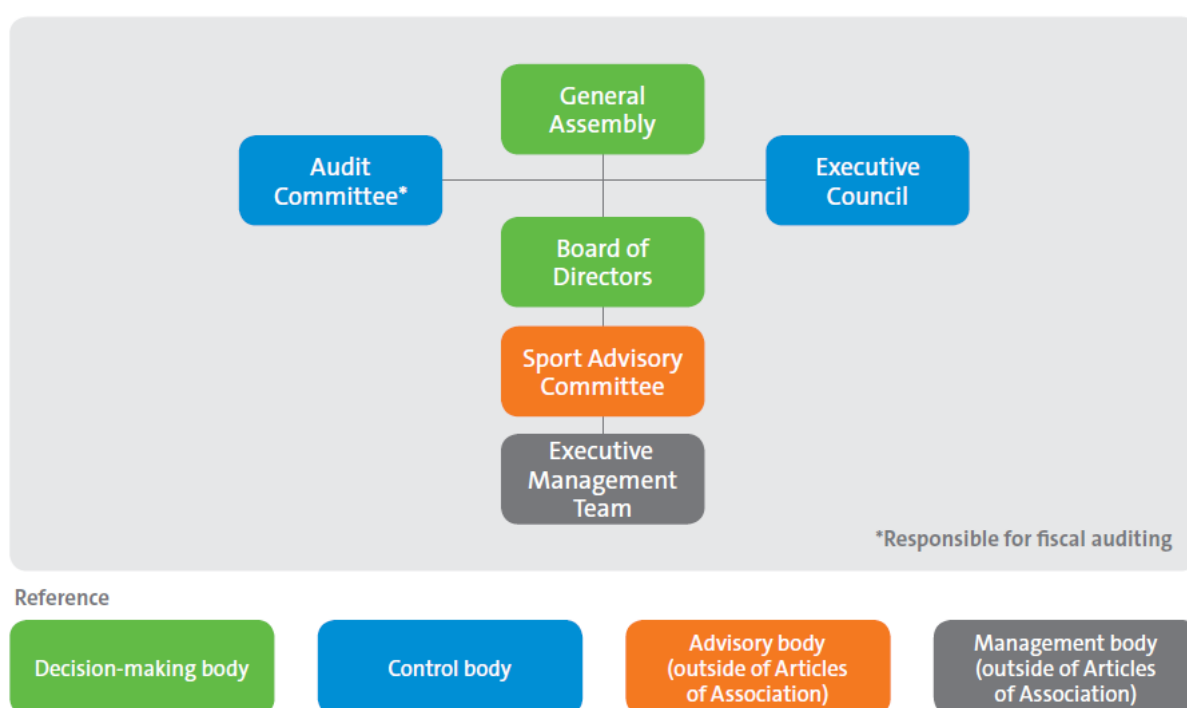 General
Assembly
Audit
Committee*
Executive
Council
Board of
Directors
Sport Advisory
Committee
Executive
Management
Team
*Responsible for fiscal auditing
Reference
Decision-making body
Control body
Advisory body
(outside of Articles
of Association)
Management body
(outside of Articles
of Association)